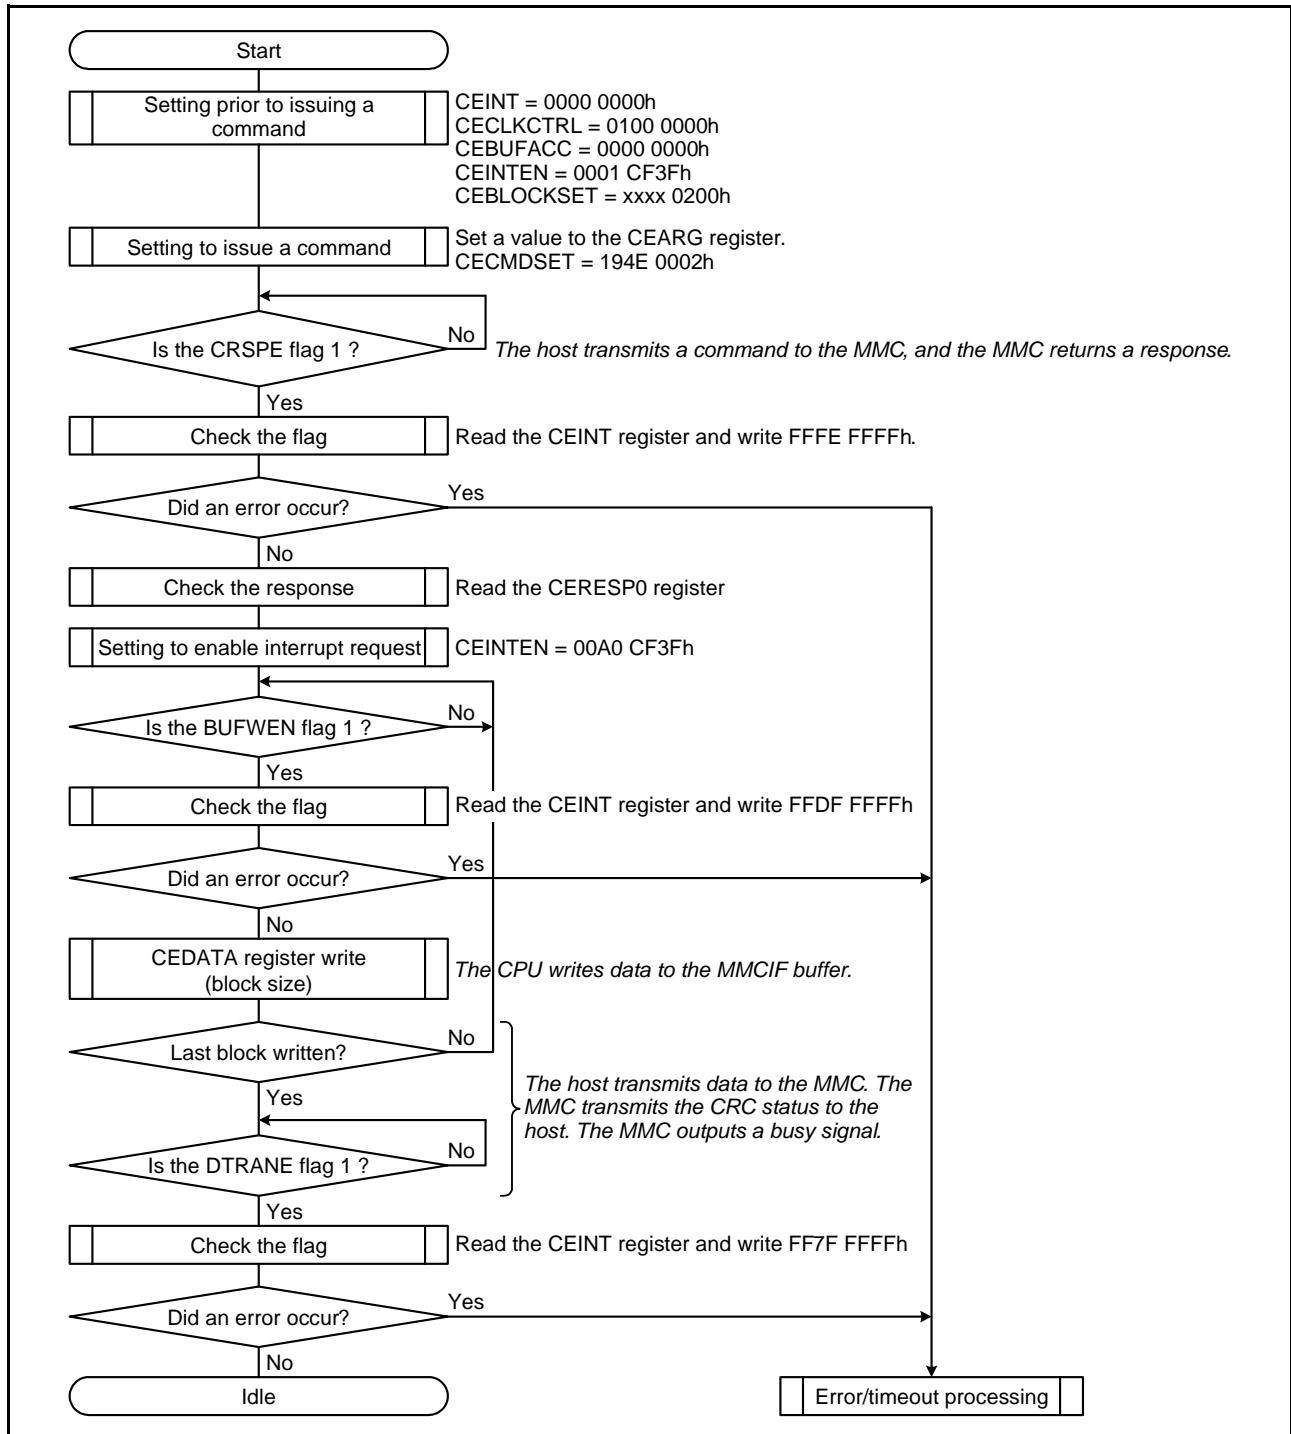 Start
Setting prior to issuing a
command
CEINT = 0000 0000h
CECLKCTRL = 0100 0000h
CEBUFACC = 0000 0000h
CEINTEN = 0001 CF3Fh
CEBLOCKSET = xxxx 0200h
Setting to issue a command
Set a value to the CEARG register.
CECMDSET = 194E 0002h
Is the CRSPE flag 1 ?
No
The host transmits a command to the MMC, and the MMC returns a response.
Yes
Check the flag
Read the CEINT register and write FFFE FFFFh.
Did an error occur?
Yes
No
Check the response
Read the CERESP0 register
Setting to enable interrupt request
CEINTEN = 00A0 CF3Fh
Is the BUFWEN flag 1 ?
No
Yes
Check the flag
Read the CEINT register and write FFDF FFFFh
Did an error occur?
Yes
No
CEDATA register write
(block size)
The CPU writes data to the MMCIF buffer.
Last block written?
No
Yes
The host transmits data to the MMC. The
MMC transmits the CRC status to the
host. The MMC outputs a busy signal.
Is the DTRANE flag 1 ?
No
Yes
Check the flag
Read the CEINT register and write FF7F FFFFh
Did an error occur?
Yes
No
Idle
Error/timeout processing